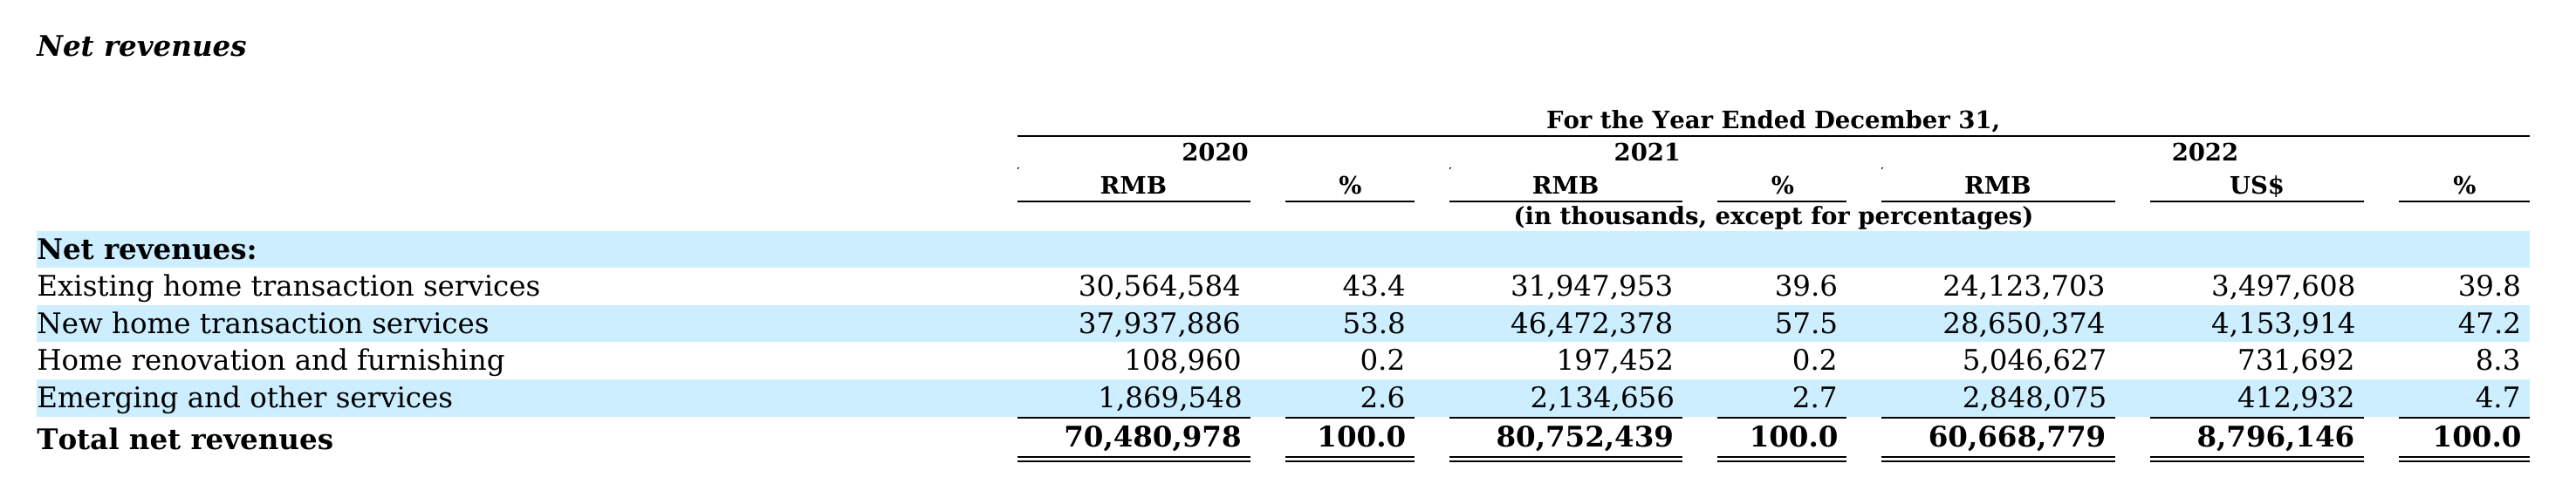 Net revenues
For the Year Ended December 31,
2020 2021 2022
RMB % RMB % RMB US$ %
(in thousands, except for percentages)
Net revenues:
Existing home transaction services 30,564,584 43.4 31,947,953 39.6 24,123,703 3,497,608 39.8
New home transaction services 37,937,886 53.8 46,472,378 57.5 28,650,374 4,153,914 47.2
Home renovation and furnishing 108,960 0.2 197,452 0.2 5,046,627 731,692 8.3
Emerging and other services 1,869,548 2.6 2,134,656 2.7 2,848,075 412,932 4.7
Total net revenues 70,480,978 100.0 80,752,439 100.0 60,668,779 8,796,146 100.0